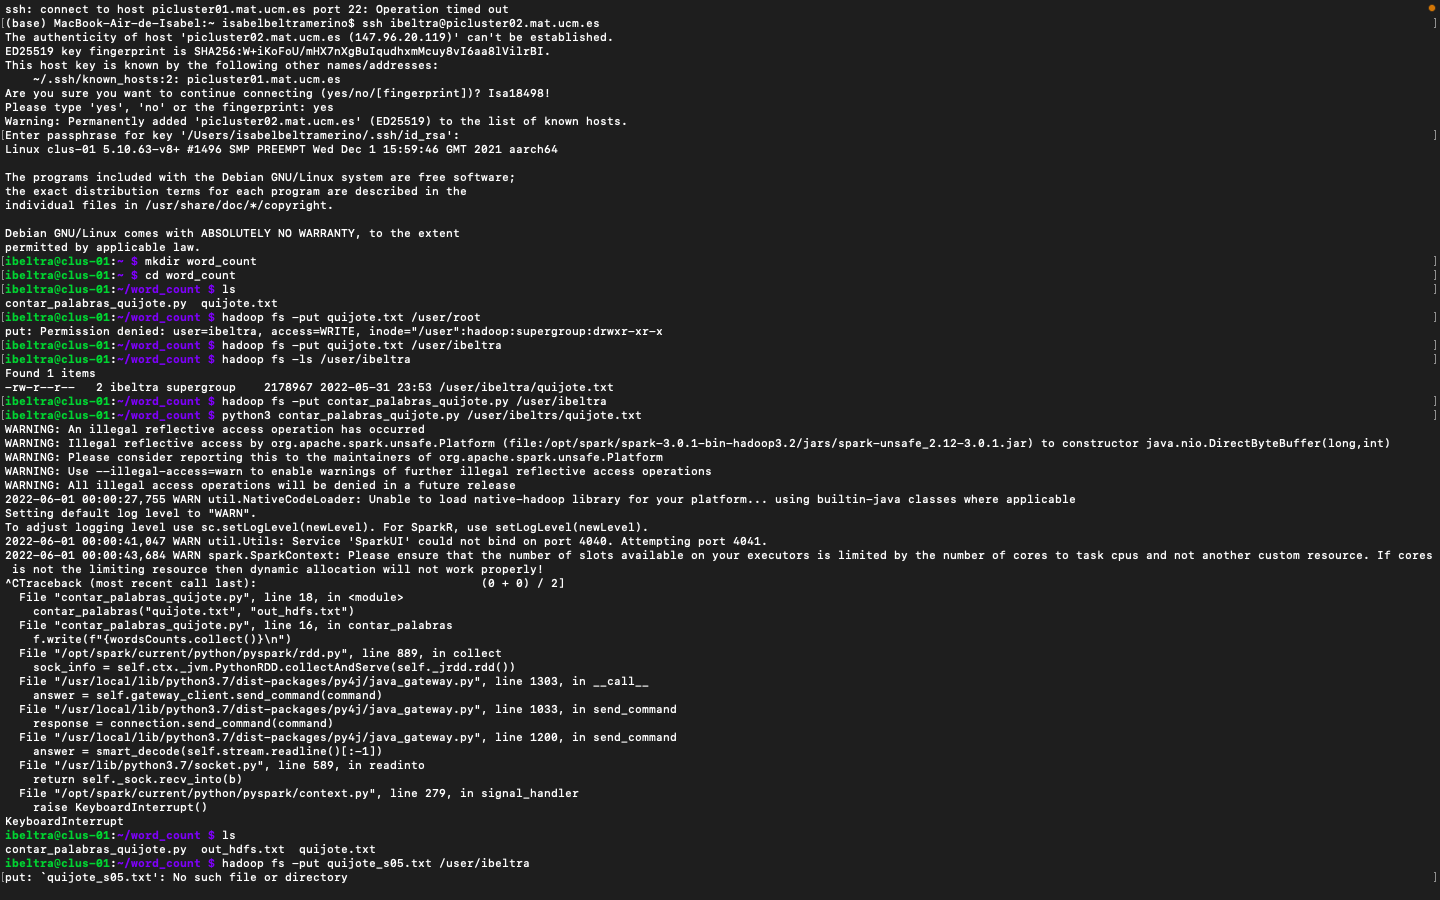 ssh: connect to host picluster01.mat.ucm.es port 22: Operation timed out
[(base) MacBook-Air-de-Isabel:~ isabelbeltramerino$ ssh ibeltra@picluster02.mat.ucm.es ]
The authenticity of host 'picluster02.mat.ucm.es (147.96.20.119)' can't be established.
ED25519 key fingerprint is SHA256:W+iKoFoU/mHX7nXgBuIqudhxmMcuy8vI6aa8lVilrBI.
This host key is known by the following other names/addresses:
    ~/.ssh/known_hosts:2: picluster01.mat.ucm.es
Are you sure you want to continue connecting (yes/no/[fingerprint])? Isa18498!
Please type 'yes', 'no' or the fingerprint: yes
Warning: Permanently added 'picluster02.mat.ucm.es' (ED25519) to the list of known hosts.
[Enter passphrase for key '/Users/isabelbeltramerino/.ssh/id_rsa': ]
Linux clus-01 5.10.63-v8+ #1496 SMP PREEMPT Wed Dec 1 15:59:46 GMT 2021 aarch64
The programs included with the Debian GNU/Linux system are free software;
the exact distribution terms for each program are described in the
individual files in /usr/share/doc/*/copyright.
Debian GNU/Linux comes with ABSOLUTELY NO WARRANTY, to the extent
permitted by applicable law.
[ibeltra@clus-01:~ $ mkdir word_count ]
[ibeltra@clus-01:~ $ cd word_count ]
[ibeltra@clus-01:~/word_count $ ls ]
contar_palabras_quijote.py  quijote.txt
[ibeltra@clus-01:~/word_count $ hadoop fs -put quijote.txt /user/root ]
put: Permission denied: user=ibeltra, access=WRITE, inode="/user":hadoop:supergroup:drwxr-xr-x
[ibeltra@clus-01:~/word_count $ hadoop fs -put quijote.txt /user/ibeltra ]
[ibeltra@clus-01:~/word_count $ hadoop fs -ls /user/ibeltra ]
Found 1 items
-rw-r--r--   2 ibeltra supergroup    2178967 2022-05-31 23:53 /user/ibeltra/quijote.txt
[ibeltra@clus-01:~/word_count $ hadoop fs -put contar_palabras_quijote.py /user/ibeltra ]
[ibeltra@clus-01:~/word_count $ python3 contar_palabras_quijote.py /user/ibeltrs/quijote.txt ]
WARNING: An illegal reflective access operation has occurred
WARNING: Illegal reflective access by org.apache.spark.unsafe.Platform (file:/opt/spark/spark-3.0.1-bin-hadoop3.2/jars/spark-unsafe_2.12-3.0.1.jar) to constructor java.nio.DirectByteBuffer(long,int)
WARNING: Please consider reporting this to the maintainers of org.apache.spark.unsafe.Platform
WARNING: Use --illegal-access=warn to enable warnings of further illegal reflective access operations
WARNING: All illegal access operations will be denied in a future release
2022-06-01 00:00:27,755 WARN util.NativeCodeLoader: Unable to load native-hadoop library for your platform... using builtin-java classes where applicable
Setting default log level to "WARN".
To adjust logging level use sc.setLogLevel(newLevel). For SparkR, use setLogLevel(newLevel).
2022-06-01 00:00:41,047 WARN util.Utils: Service 'SparkUI' could not bind on port 4040. Attempting port 4041.
2022-06-01 00:00:43,684 WARN spark.SparkContext: Please ensure that the number of slots available on your executors is limited by the number of cores to task cpus and not another custom resource. If cores
 is not the limiting resource then dynamic allocation will not work properly!
^CTraceback (most recent call last):                                (0 + 0) / 2]
  File "contar_palabras_quijote.py", line 18, in <module>
    contar_palabras("quijote.txt", "out_hdfs.txt")
  File "contar_palabras_quijote.py", line 16, in contar_palabras
    f.write(f"{wordsCounts.collect()}\n")
  File "/opt/spark/current/python/pyspark/rdd.py", line 889, in collect
    sock_info = self.ctx._jvm.PythonRDD.collectAndServe(self._jrdd.rdd())
  File "/usr/local/lib/python3.7/dist-packages/py4j/java_gateway.py", line 1303, in __call__
    answer = self.gateway_client.send_command(command)
  File "/usr/local/lib/python3.7/dist-packages/py4j/java_gateway.py", line 1033, in send_command
    response = connection.send_command(command)
  File "/usr/local/lib/python3.7/dist-packages/py4j/java_gateway.py", line 1200, in send_command
    answer = smart_decode(self.stream.readline()[:-1])
  File "/usr/lib/python3.7/socket.py", line 589, in readinto
    return self._sock.recv_into(b)
  File "/opt/spark/current/python/pyspark/context.py", line 279, in signal_handler
    raise KeyboardInterrupt()
KeyboardInterrupt
ibeltra@clus-01:~/word_count $ ls
contar_palabras_quijote.py  out_hdfs.txt  quijote.txt
ibeltra@clus-01:~/word_count $ hadoop fs -put quijote_s05.txt /user/ibeltra
[put: `quijote_s05.txt': No such file or directory ]